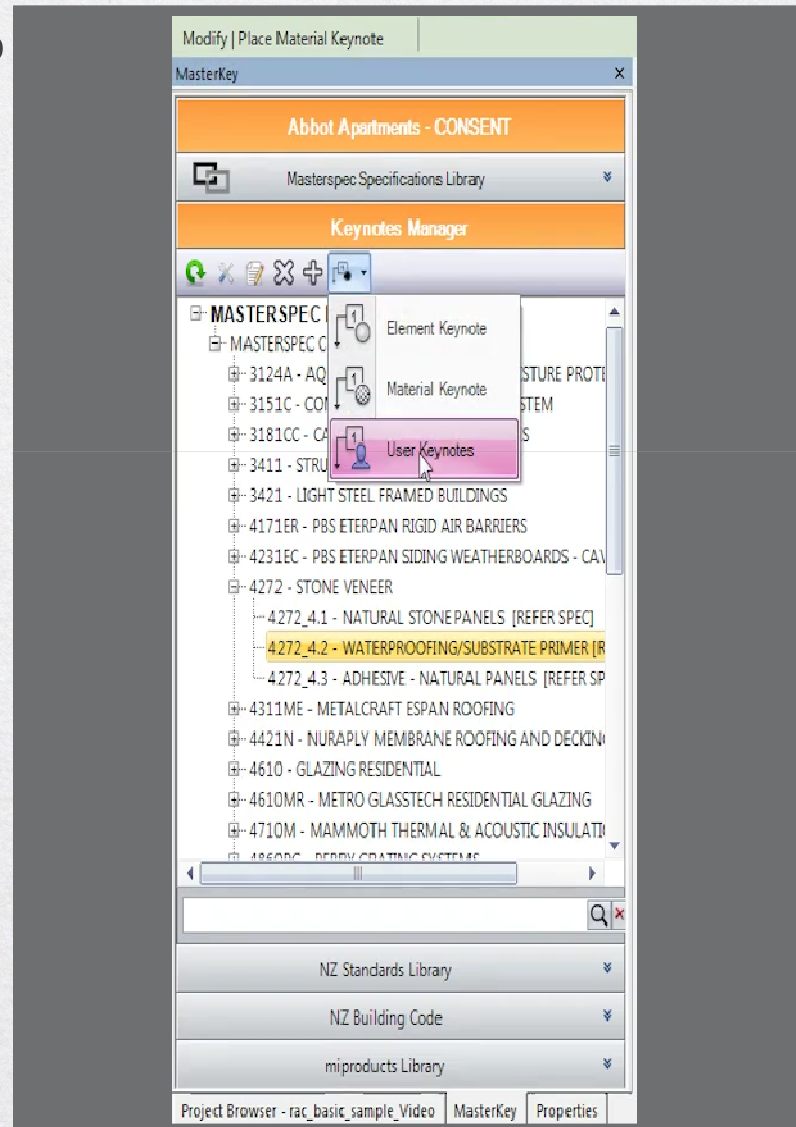 Modify | Place Material Keynote
MasterKey
Abbot Apartments - CONSENT
Masterspec Specifications Library
Keynotes Manager
MASTERSPEC
Element Keynote
MASTERSPEC C
3124A - AQ STURE PROTE
Material Keynote
3151C - CO STEM
3181CC - CA S
User Keynotes
3411 - STRU
3421 - LIGHT STEEL FRAMED BUILDINGS
4171ER - PBS ETERPAN RIGID AIR BARRIERS
4231EC - PBS ETERPAN SIDING WEATHERBOARDS - CAV
4272 - STONE VENEER
4272_4.1 - NATURAL STONE PANELS [REFER SPEC]
4272_4.2 - WATERPROOFING/SUBSTRATE PRIMER [R
4272_4.3 - ADHESIVE - NATURAL PANELS [REFER SP
4311ME - METALCRAFT ESPAN ROOFING
4421N - NURAPLY MEMBRANE ROOFING AND DECKIN
4610 - GLAZING RESIDENTIAL
4610MR - METRO GLASSTECH RESIDENTIAL GLAZING
4710M - MAMMOTH THERMAL & ACOUSTIC INSULATI
NZ Standards Library
NZ Building Code
miproducts Library
Project Browser - rac_basic_sample_Video MasterKey Properties